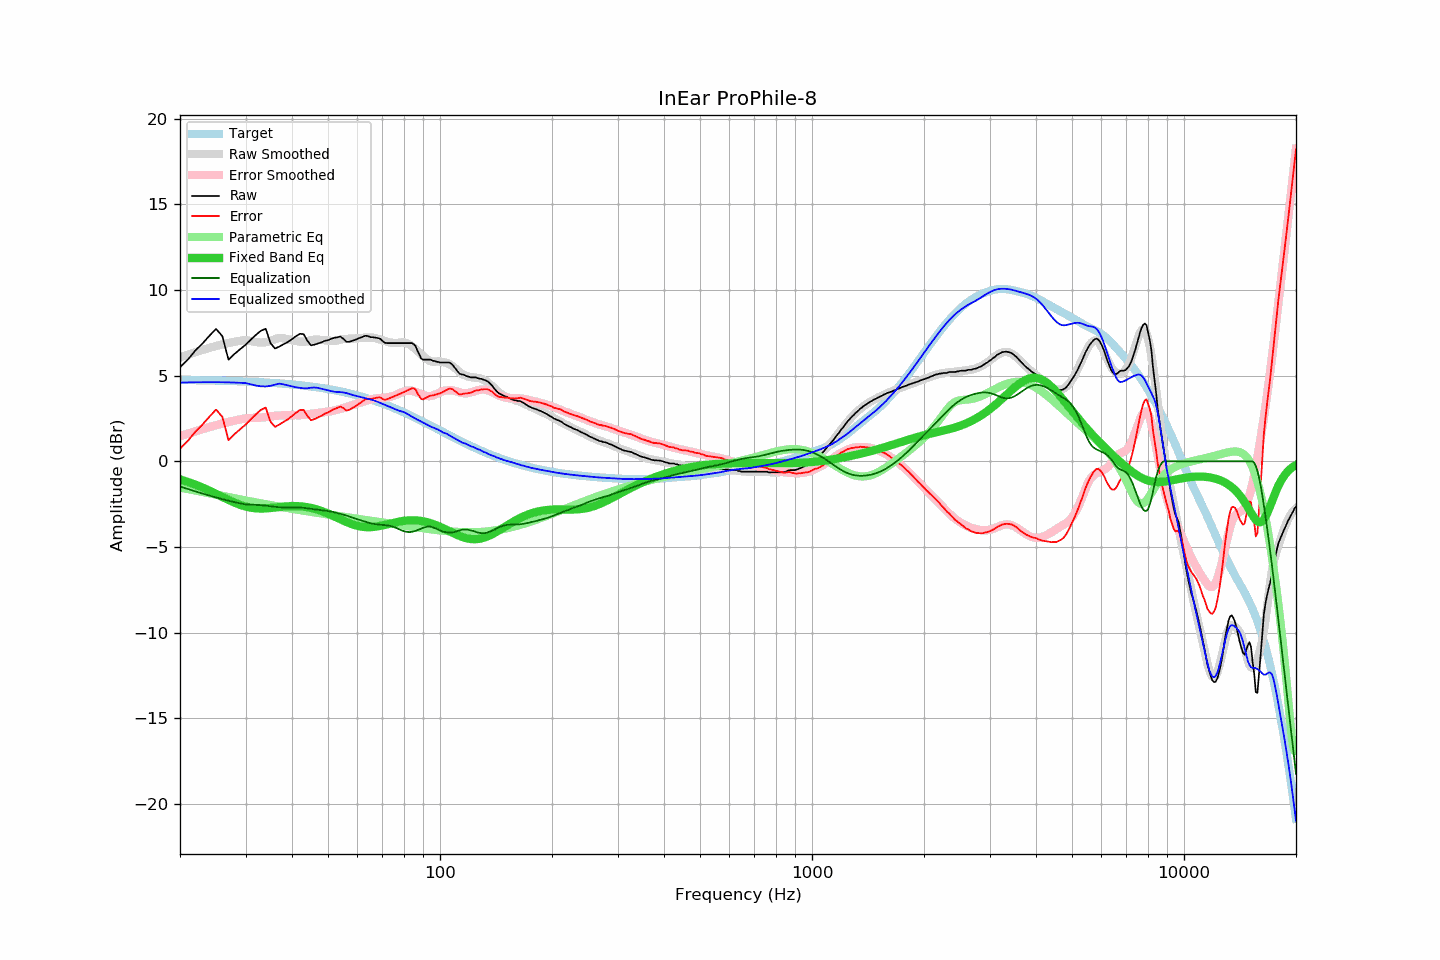 InEar ProPhile-8
20
15
10
5
0
−5
−10
−15
−20
Amplitude (dBr)
Target
Raw Smoothed
Error Smoothed
Raw
Error
Parametric Eq
Fixed Band Eq
Equalization
Equalized smoothed
100
1000
10000
Frequency (Hz)